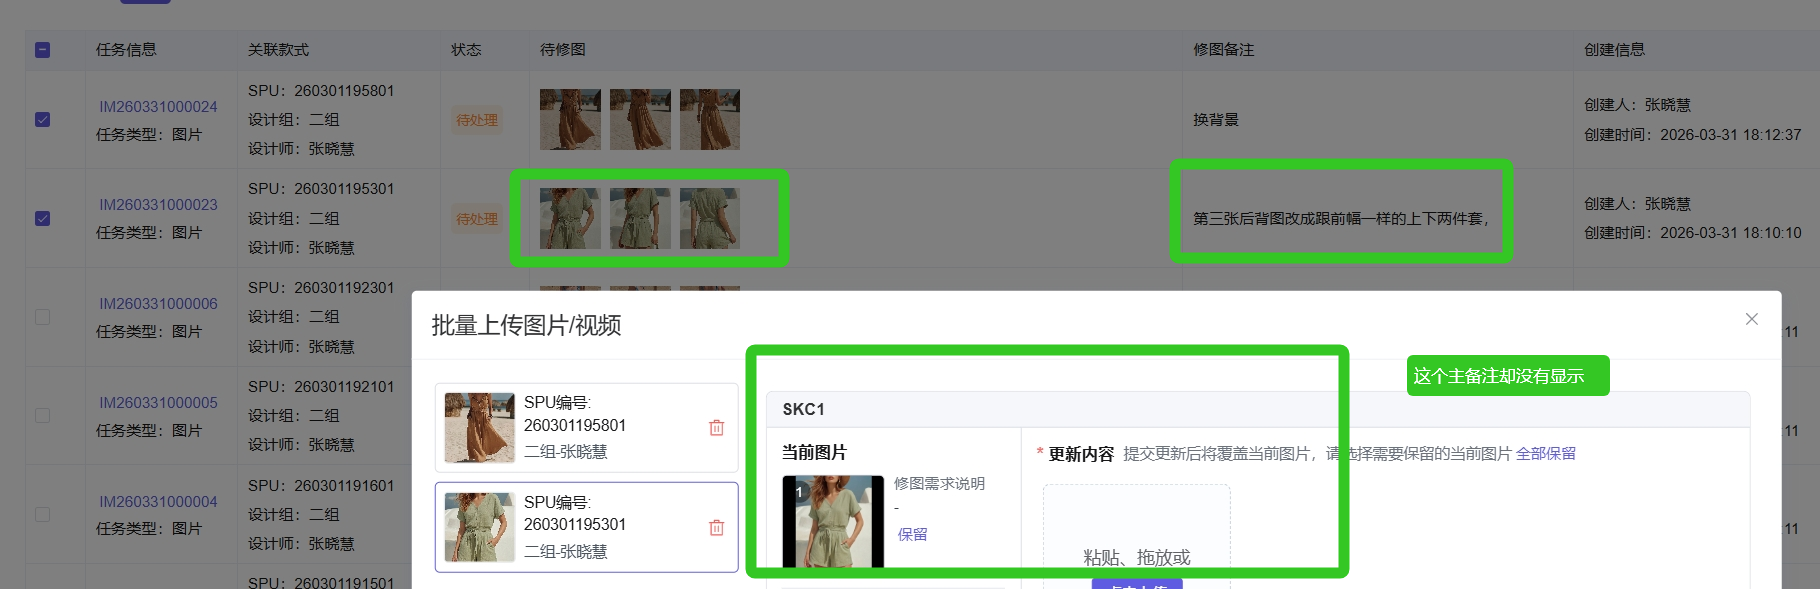 任务信息
关联款式
状态
待修图
修图备注
创建信息
IM260331000024
任务类型：图片
SPU：260301195801
设计组：二组
设计师：张晓慧
待处理
换背景
创建人：张晓慧
创建时间：2026-03-31 18:12:37
IM260331000023
任务类型：图片
SPU：260301195301
设计组：二组
设计师：张晓慧
待处理
第三张后背图改成跟前幅一样的上下两件套，
创建人：张晓慧
创建时间：2026-03-31 18:10:10
IM260331000006
任务类型：图片
SPU：260301192301
设计组：二组
设计师：张晓慧
:11
IM260331000005
任务类型：图片
SPU：260301192101
设计组：二组
设计师：张晓慧
:11
IM260331000004
任务类型：图片
SPU：260301191601
设计组：二组
设计师：张晓慧
:11
SPU：260301191501
批量上传图片/视频
这个主备注却没有显示
SPU编号:
260301195801
二组-张晓慧
SPU编号:
260301195301
二组-张晓慧
SKC1
当前图片
1
修图需求说明
-
保留
* 更新内容 提交更新后将覆盖当前图片，请选择需要保留的当前图片 全部保留
粘贴、拖放或